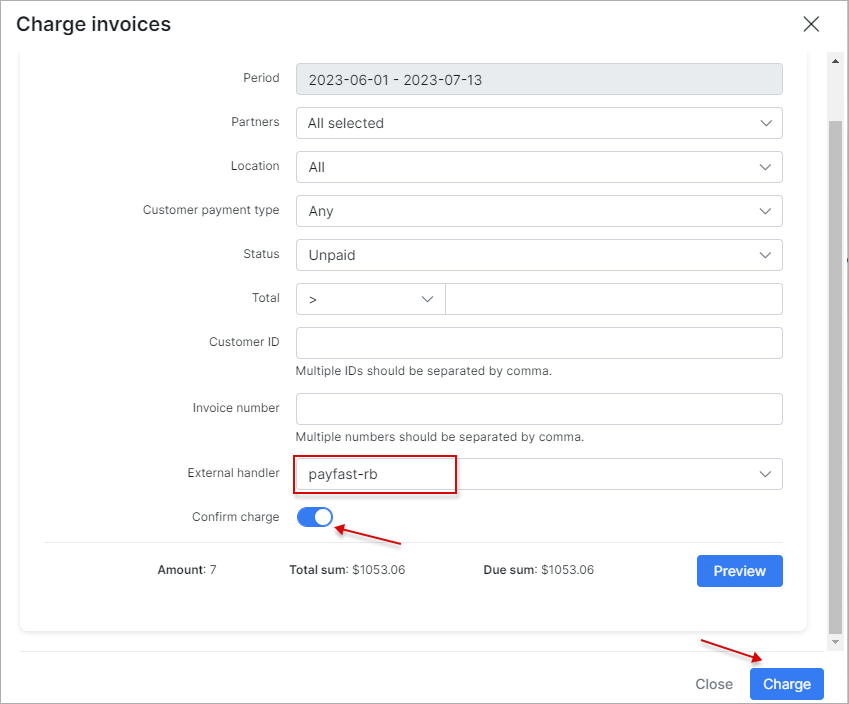 Charge invoices
Period 2023-06-01 - 2023-07-13
Partners All selected
Location All
Customer payment type Any
Status Unpaid
Total >
Customer ID
Multiple IDs should be separated by comma.
Invoice number
Multiple numbers should be separated by comma.
External handler payfast-rb
Confirm charge
Amount: 7 Total sum: $1053.06 Due sum: $1053.06 Preview
Close Charge